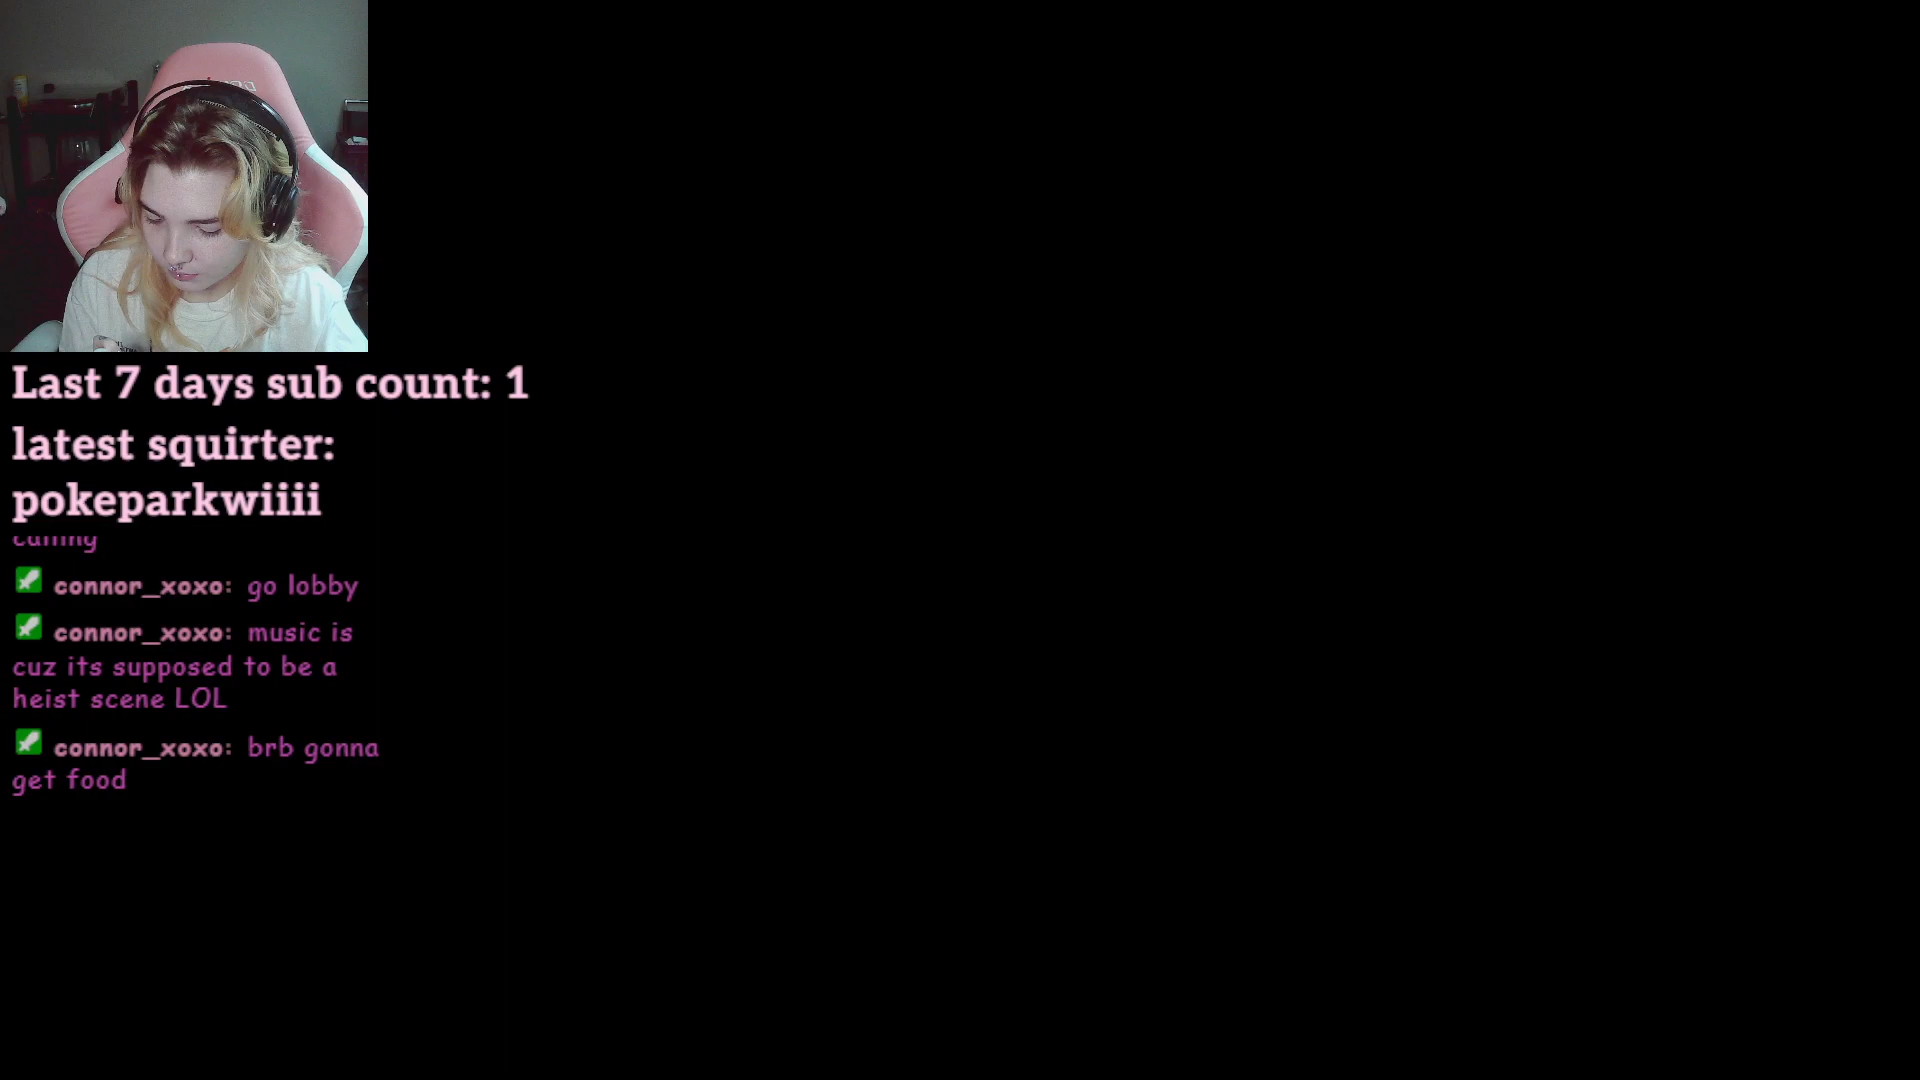 Last 7 days sub count: 1
latest squirter:
pokeparkwiiii
connor_xoxo: go lobby
connor_xoxo: music is
cuz its supposed to be a
heist scene LOL
connor_xoxo: brb gonna
get food